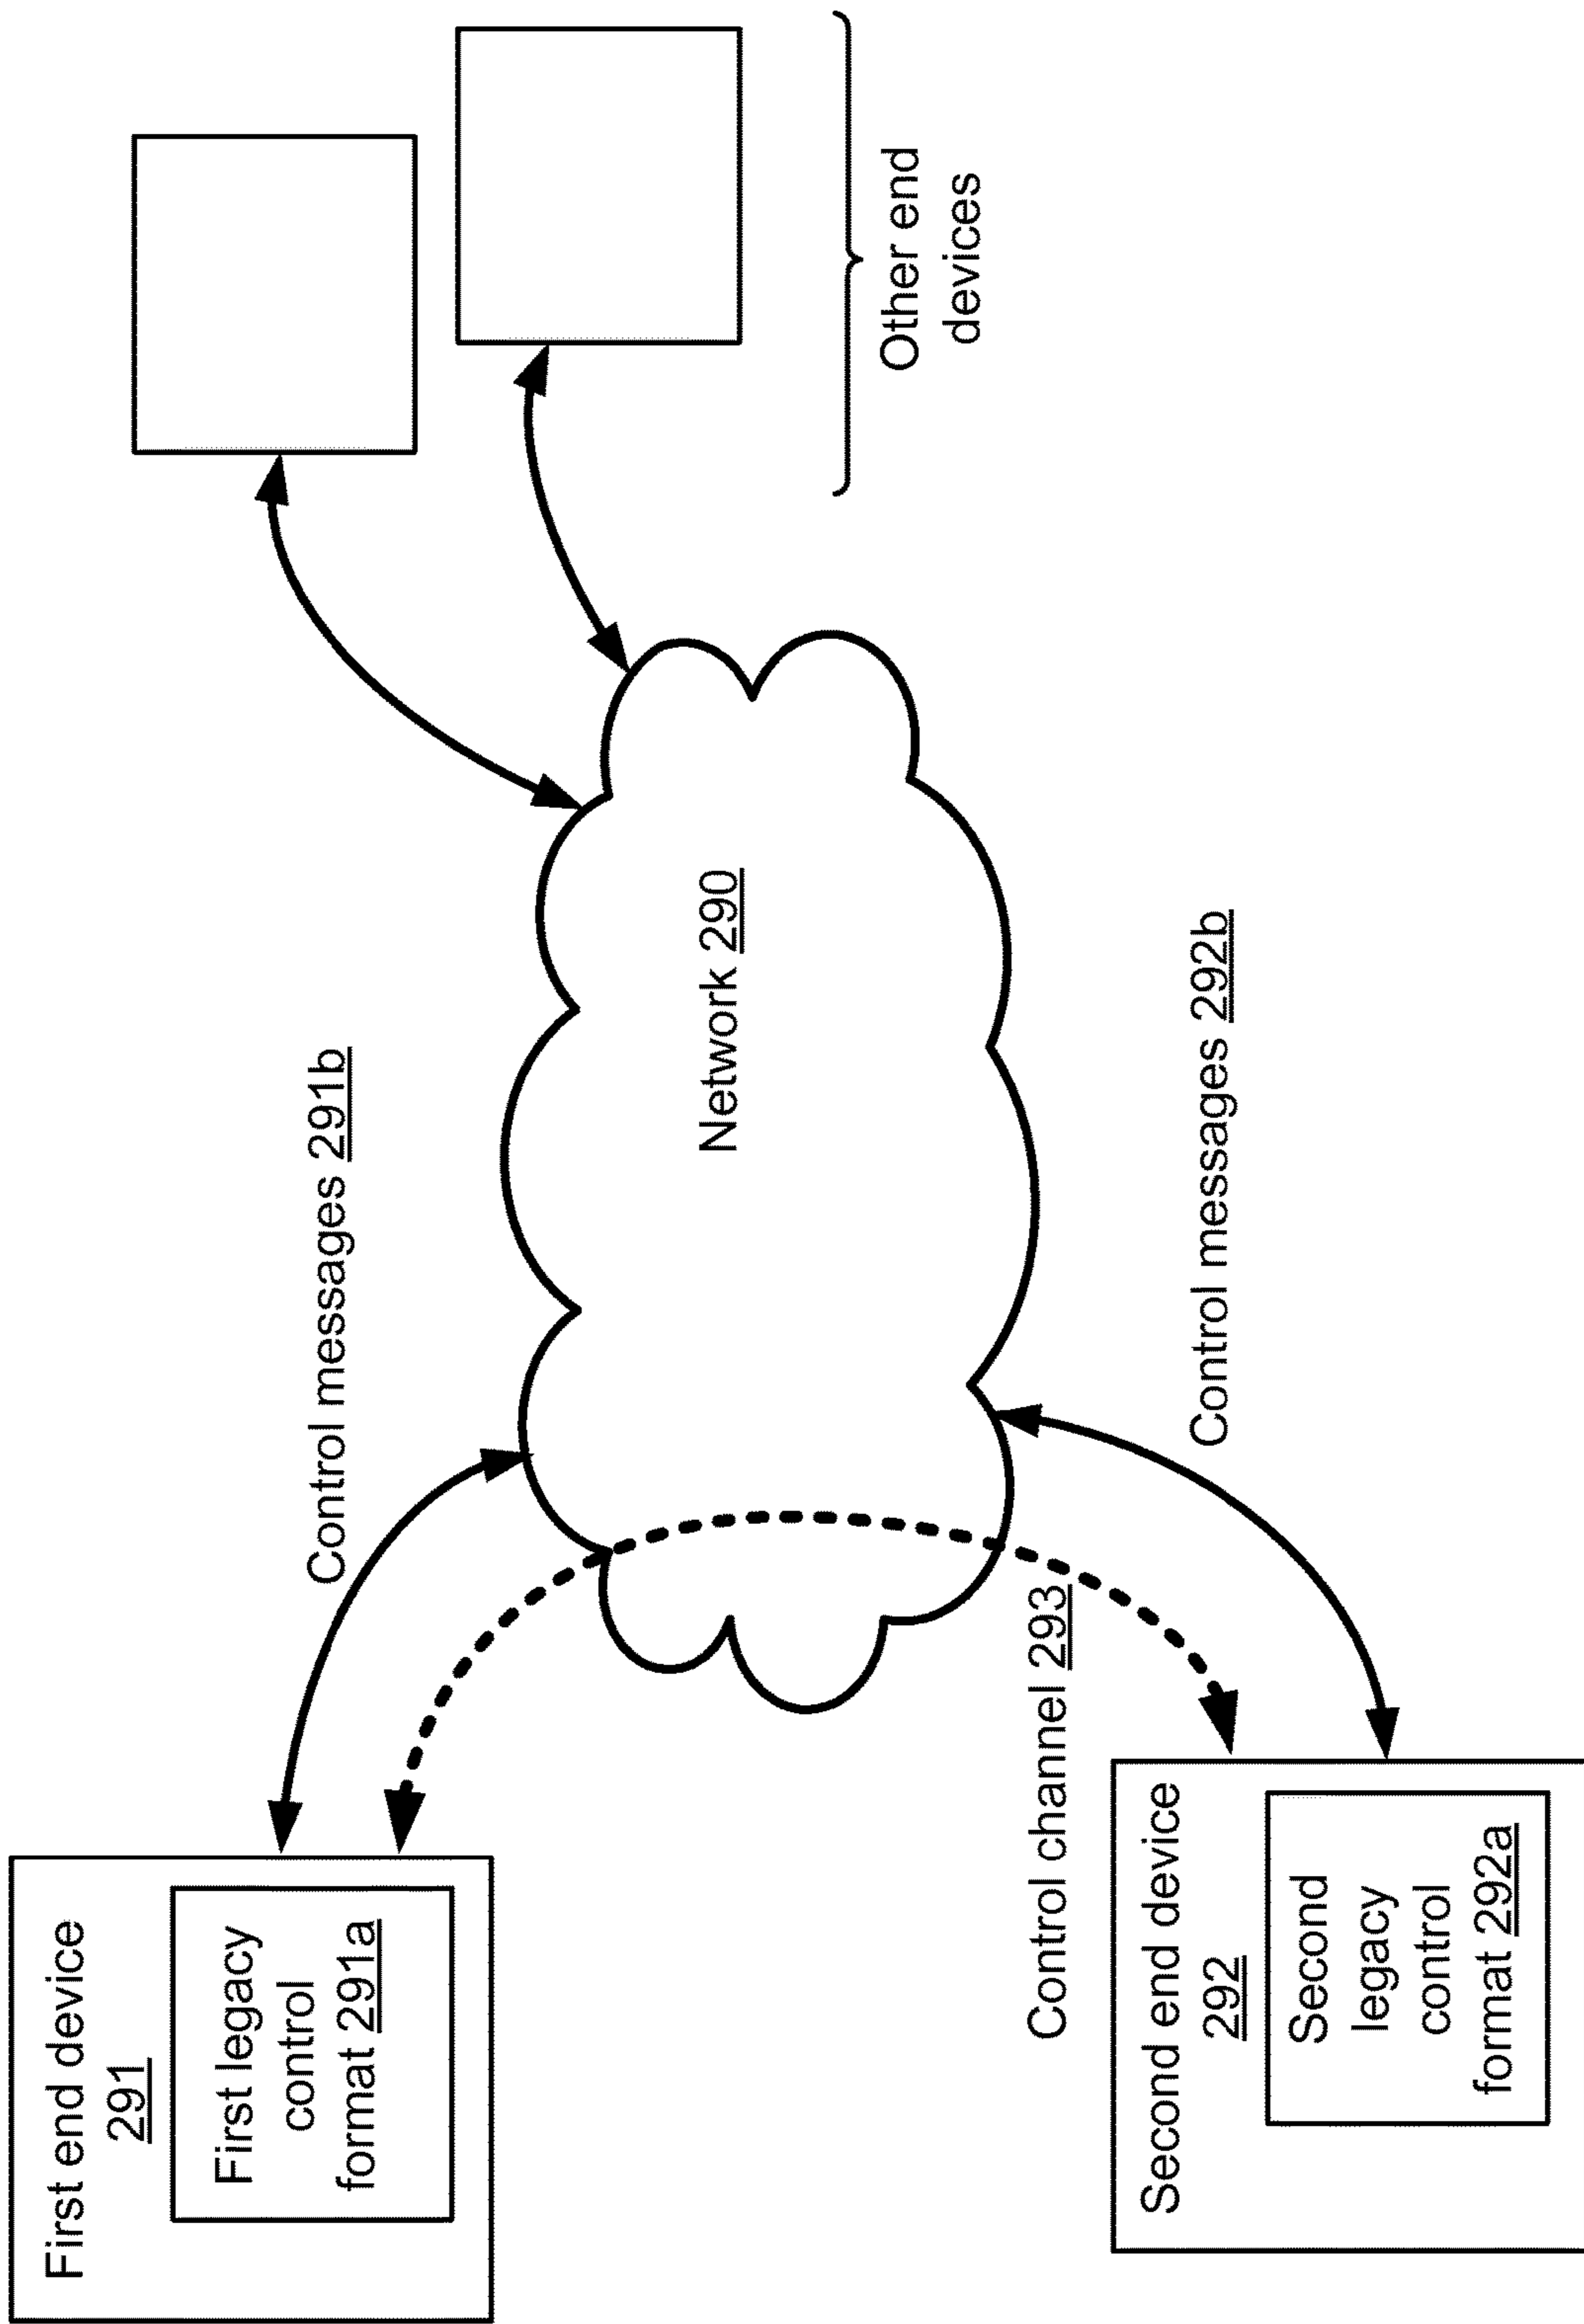 First end device
291
First legacy
control
format 291a
Control messages 291b
Network 290
Other end
devices
Control channel 293
Control messages 292b
Second end device
292
Second
legacy
control
format 292a